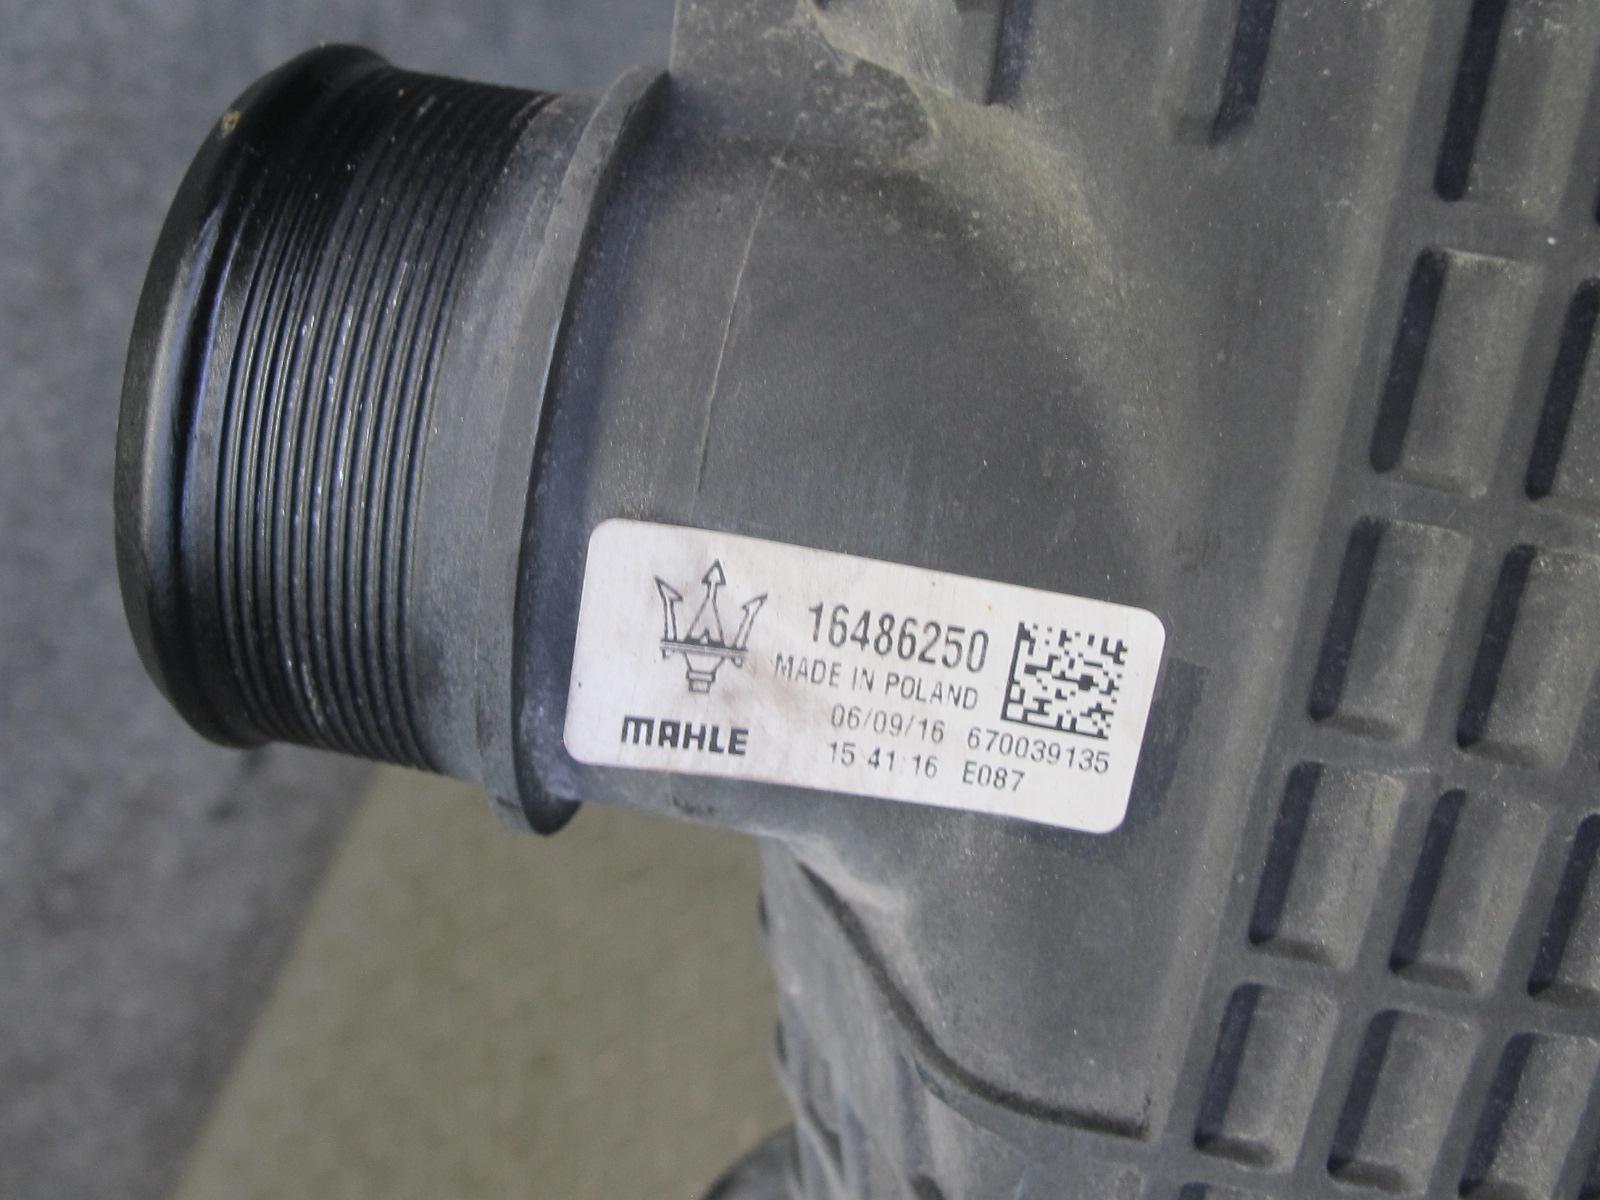 16486250
MADE IN POLAND
06/09/16 670039135
MAHLE
15 41 16 E087